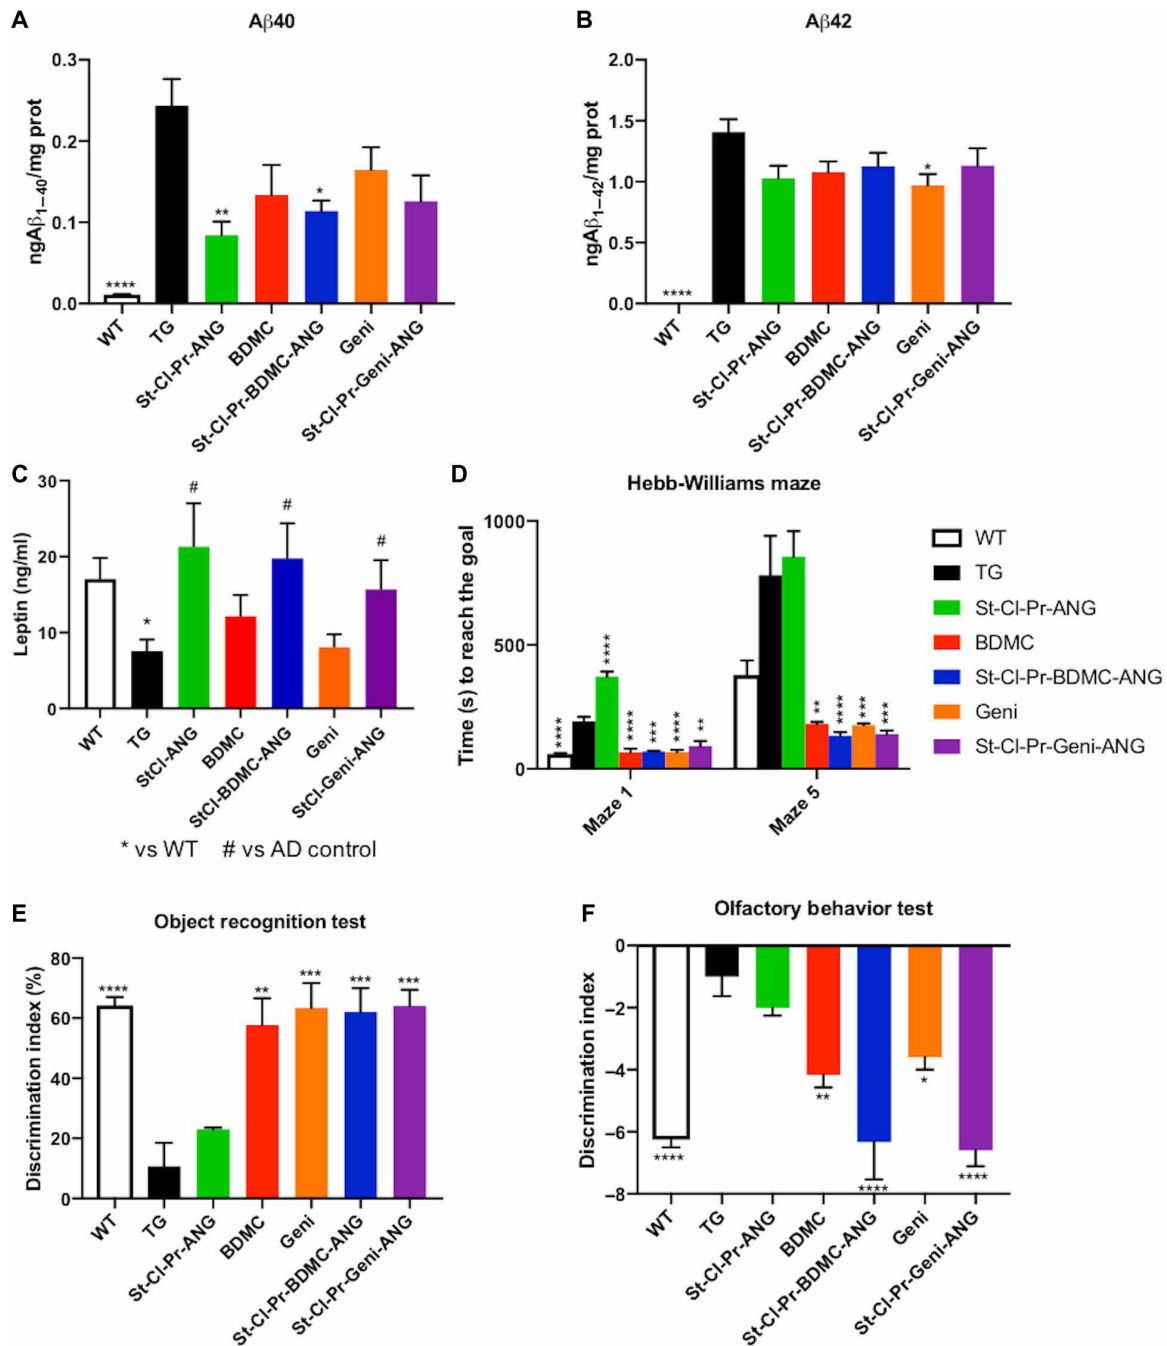 A
Aβ40
ngAβ1–40/mg prot
0.3
0.2
0.1
0.0
****
**
*
WT
TG
St-Cl-Pr-ANG
BDMC
St-Cl-Pr-BDMC-ANG
Geni
St-Cl-Pr-Geni-ANG
B
Aβ42
ngAβ1–42/mg prot
2.0
1.5
1.0
0.5
0.0
****
*
WT
TG
St-Cl-Pr-ANG
BDMC
St-Cl-Pr-BDMC-ANG
Geni
St-Cl-Pr-Geni-ANG
C
Leptin (ng/ml)
30
20
10
0
*
#
#
#
WT
TG
StCl-ANG
BDMC
StCl-BDMC-ANG
Geni
StCl-Geni-ANG
* vs WT # vs AD control
D
Hebb-Williams maze
Time (s) to reach the goal
1000
500
0
****
****
****
***
****
**
**
****
***
***
Maze 1
Maze 5
WT
TG
St-Cl-Pr-ANG
BDMC
St-Cl-Pr-BDMC-ANG
Geni
St-Cl-Pr-Geni-ANG
E
Object recognition test
Discrimination index (%)
80
60
40
20
0
****
**
***
***
***
WT
TG
St-Cl-Pr-ANG
BDMC
Geni
St-Cl-Pr-BDMC-ANG
St-Cl-Pr-Geni-ANG
F
Olfactory behavior test
Discrimination index
0
–2
–4
–6
–8
****
**
****
*
****
WT
TG
St-Cl-Pr-ANG
BDMC
St-Cl-Pr-BDMC-ANG
Geni
St-Cl-Pr-Geni-ANG